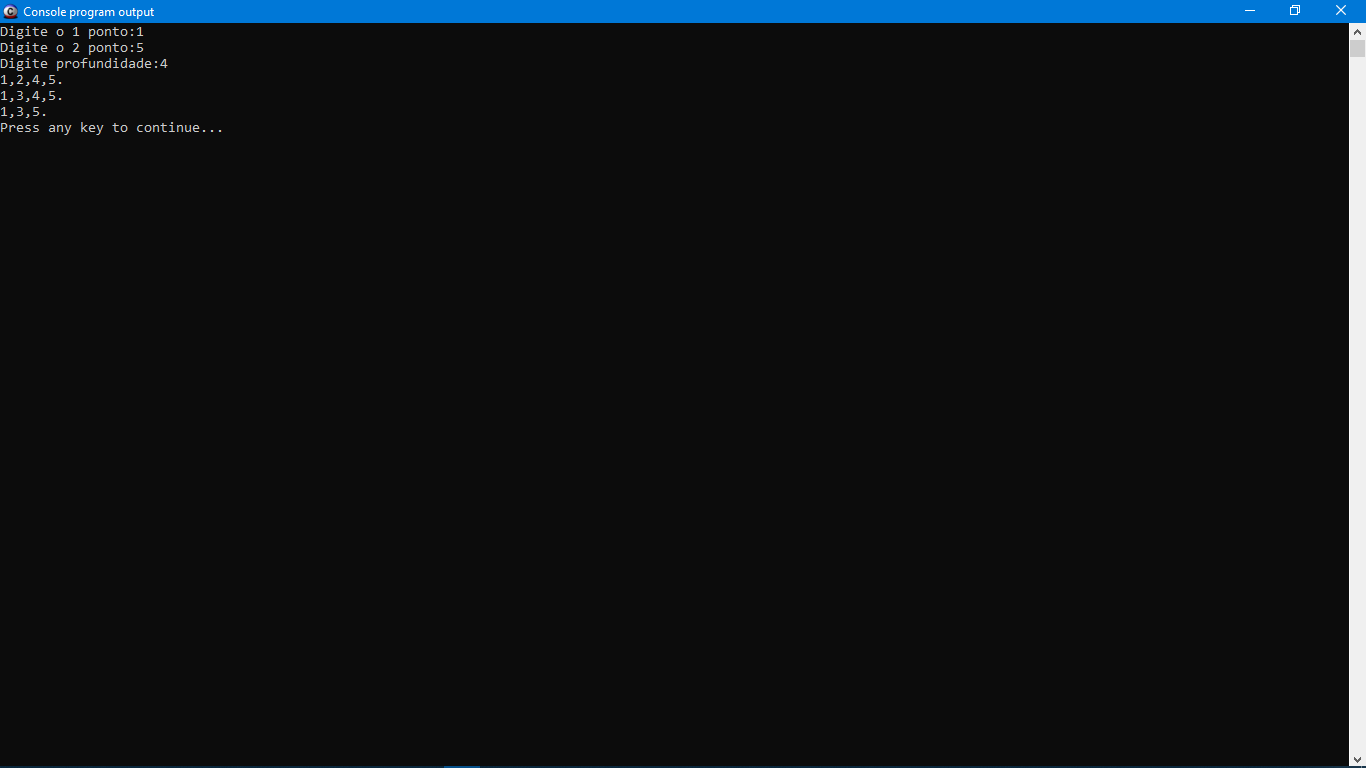 Console program output
Digite o 1 ponto:1
Digite o 2 ponto:5
Digite profundidade:4
1,2,4,5.
1,3,4,5.
1,3,5.
Press any key to continue...